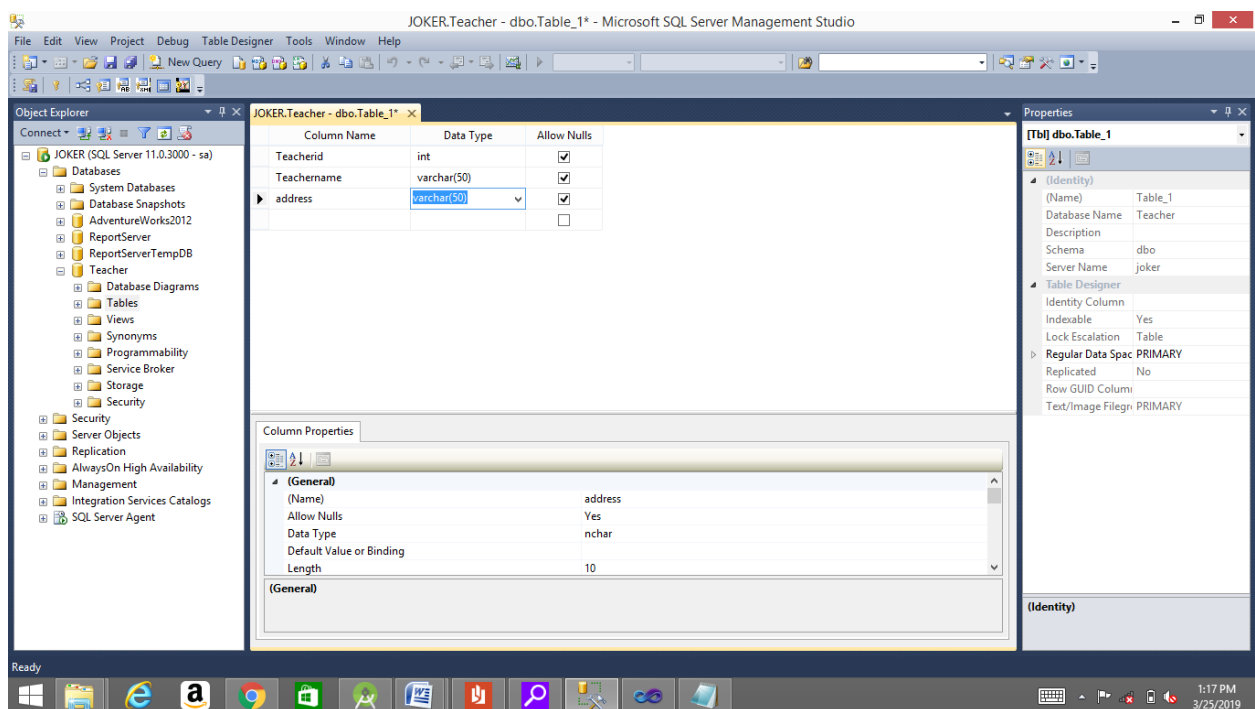 JOKER.Teacher - dbo.Table_1* - Microsoft SQL Server Management Studio
File Edit View Project Debug Table Designer Tools Window Help
New Query
Object Explorer
Connect
JOKER (SQL Server 11.0.3000 - sa)
Databases
System Databases
Database Snapshots
AdventureWorks2012
ReportServer
ReportServerTempDB
Teacher
Database Diagrams
Tables
Views
Synonyms
Programmability
Service Broker
Storage
Security
Security
Server Objects
Replication
AlwaysOn High Availability
Management
Integration Services Catalogs
SQL Server Agent
JOKER.Teacher - dbo.Table_1*
Column Name Data Type Allow Nulls
Teacherid int
Teachername varchar(50)
address varchar(50)
Column Properties
(General)
(Name) address
Allow Nulls Yes
Data Type nchar
Default Value or Binding
Length 10
(General)
Properties
[Tbl] dbo.Table_1
(Identity)
(Name) Table_1
Database Name Teacher
Description
Schema dbo
Server Name joker
Table Designer
Identity Column
Indexable Yes
Lock Escalation Table
Regular Data Spac PRIMARY
Replicated No
Row GUID Colum
Text/Image Filegr PRIMARY
(Identity)
Ready
1:17 PM
3/25/2019